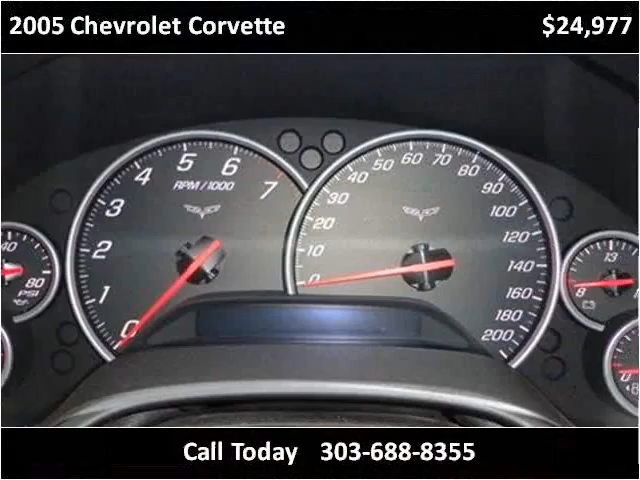 2005 Chevrolet Corvette $24,977
0 1 2 3 4 5 6 7
RPM/1000
0 10 20 30 40 50 60 70 80 90 100 120 140 160 180 200
40 80
PSI
8 13
0
Call Today 303-688-8355